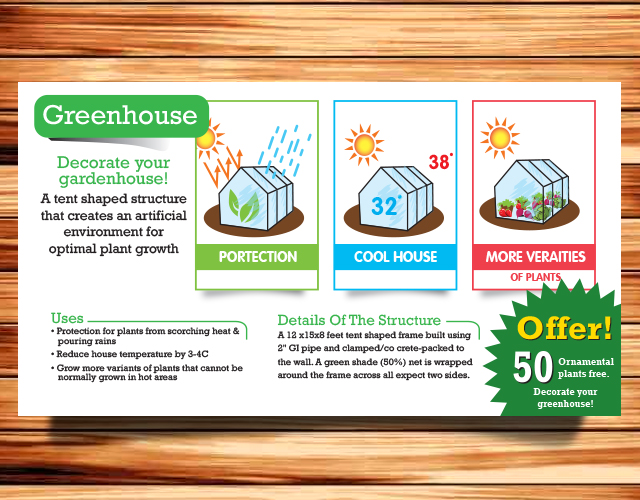 Greenhouse
Decorate your
gardenhouse!
A tent shaped structure
that creates an artificial
environment for
optimal plant growth
PORTECTION
38°
32°
COOL HOUSE
MORE VERAITIES
OF PLANTS
Uses
• Protection for plants from scorching heat &
pouring rains
• Reduce house temperature by 3-4C
• Grow more variants of plants that cannot be
normally grown in hot areas
Details Of The Structure
A 12 x15x8 feet tent shaped frame built using
2" GI pipe and clamped/co crete-packed to
the wall. A green shade (50%) net is wrapped
around the frame across all expect two sides.
Offer!
50 Ornamental
plants free.
Decorate your
greenhouse!